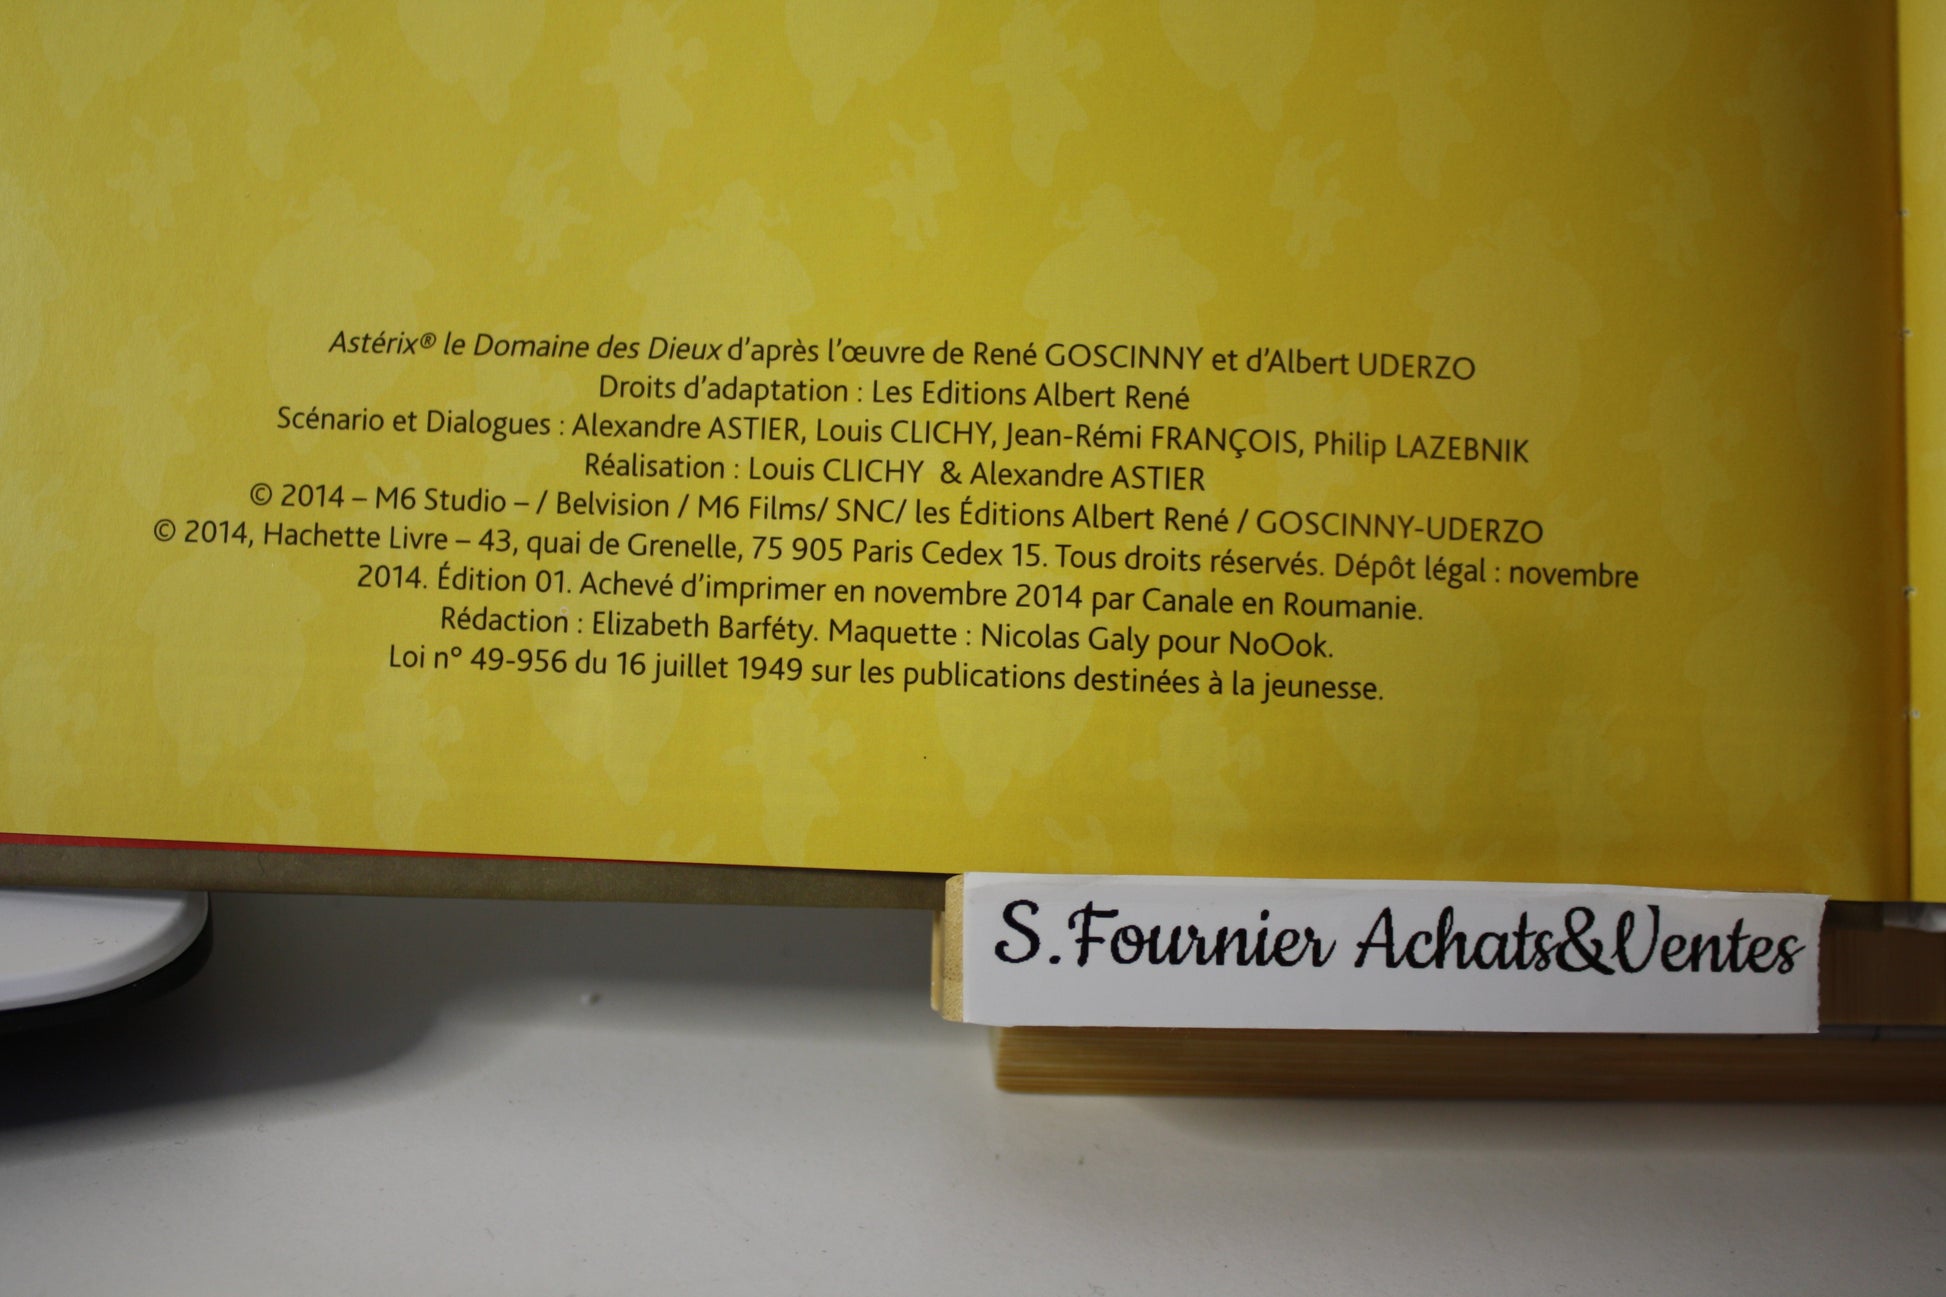 Astérix® le Domaine des Dieux d'après l'œuvre de René GOSCINNY et d'Albert UDERZO
Droits d'adaptation : Les Editions Albert René
Scénario et Dialogues : Alexandre ASTIER, Louis CLICHY, Jean-Rémi FRANÇOIS, Philip LAZEBNIK
Réalisation : Louis CLICHY & Alexandre ASTIER
© 2014 – M6 Studio – / Belvision / M6 Films/ SNC/ les Éditions Albert René / GOSCINNY-UDERZO
© 2014, Hachette Livre – 43, quai de Grenelle, 75 905 Paris Cedex 15. Tous droits réservés. Dépôt légal : novembre
2014. Édition 01. Achevé d'imprimer en novembre 2014 par Canale en Roumanie.
Rédaction : Elizabeth Barféty. Maquette : Nicolas Galy pour NoOok.
Loi n° 49-956 du 16 juillet 1949 sur les publications destinées à la jeunesse.
S.Fournier Achats&Ventes